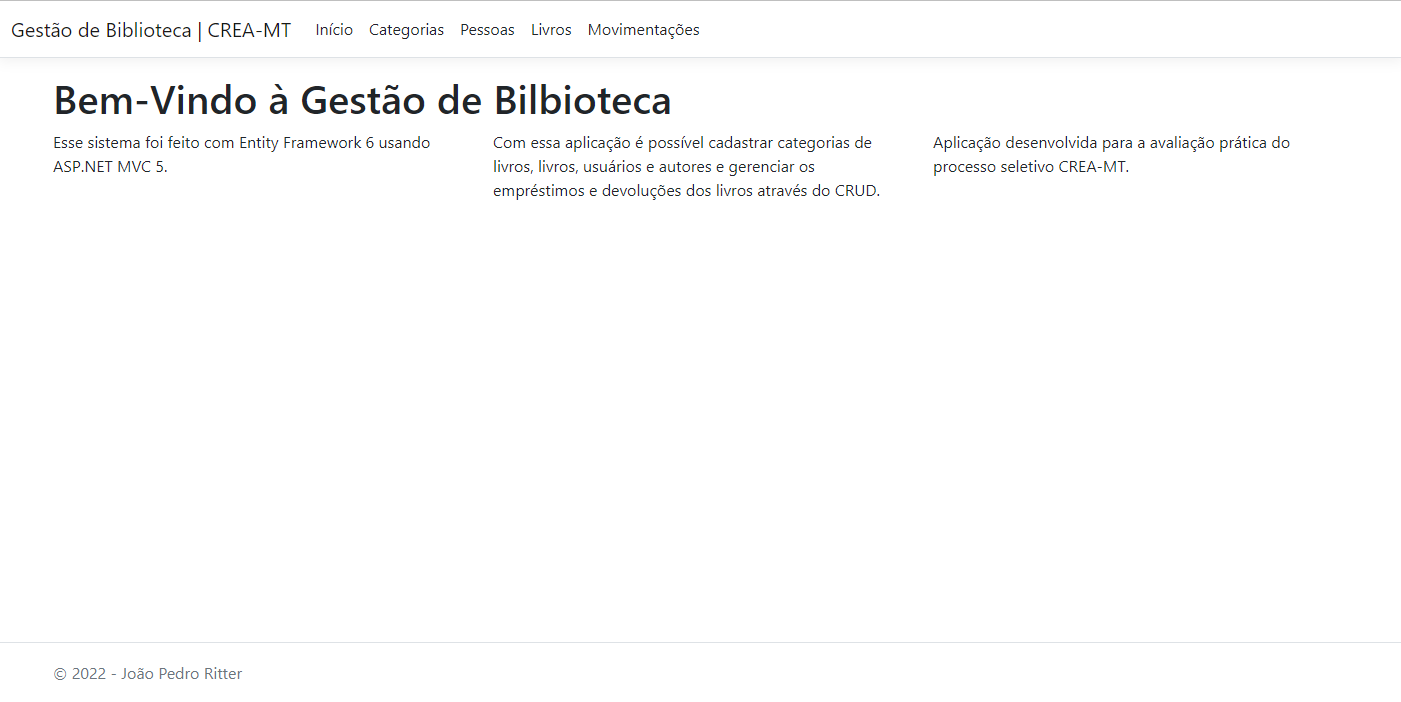 Gestão de Biblioteca | CREA-MT Início Categorias Pessoas Livros Movimentações
Bem-Vindo à Gestão de Bilbioteca
Esse sistema foi feito com Entity Framework 6 usando
ASP.NET MVC 5.
Com essa aplicação é possível cadastrar categorias de
livros, livros, usuários e autores e gerenciar os
empréstimos e devoluções dos livros através do CRUD.
Aplicação desenvolvida para a avaliação prática do
processo seletivo CREA-MT.
© 2022 - João Pedro Ritter